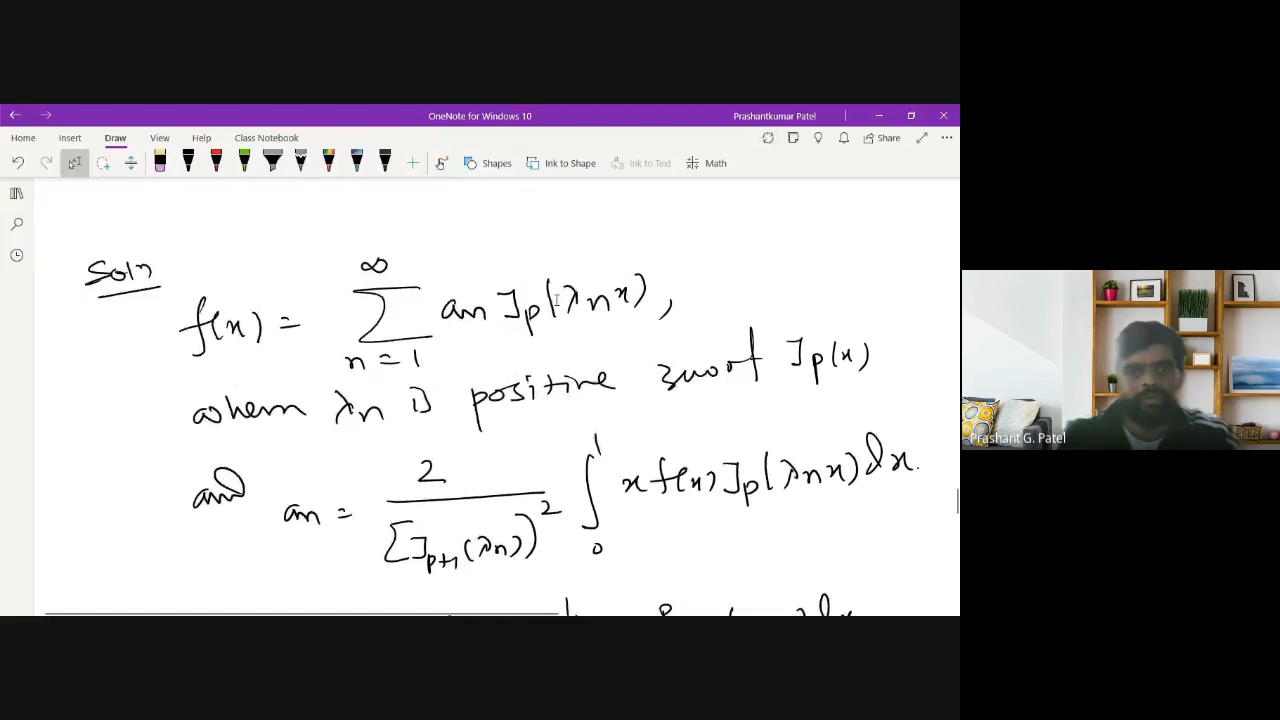 OneNote for Windows 10
Prashantkumar Patel
Home Insert Draw View Help Class Notebook
Share
Shapes Ink to Shape Ink to Text Math
Soln
f(x) = ∑_{n=1}^{∞} an Jp(λn x),
where λn is positive zero of Jp(x)
and an = 2/[Jp+1(λn)]^2 ∫_0^1 x f(x) Jp(λn x) dx.
Prashant G. Patel